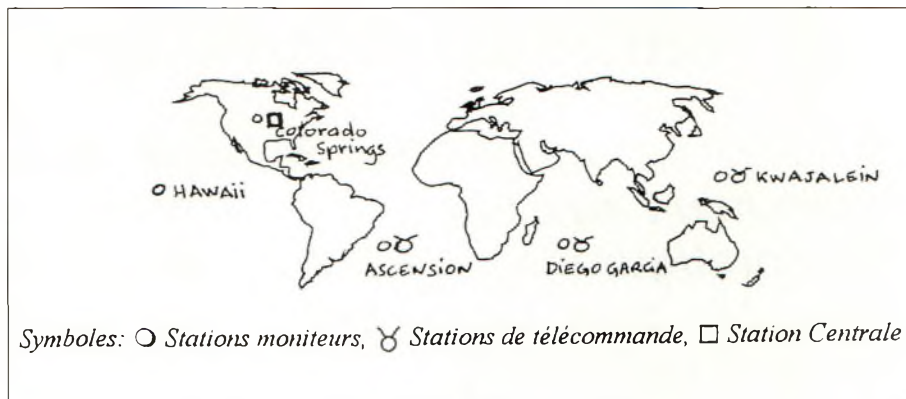 Colorado
Springs
HAWAII
KWAJALEIN
ASCENSION
DIEGO GARCIA
Symboles: Stations moniteurs, Stations de télécommande, Station Centrale